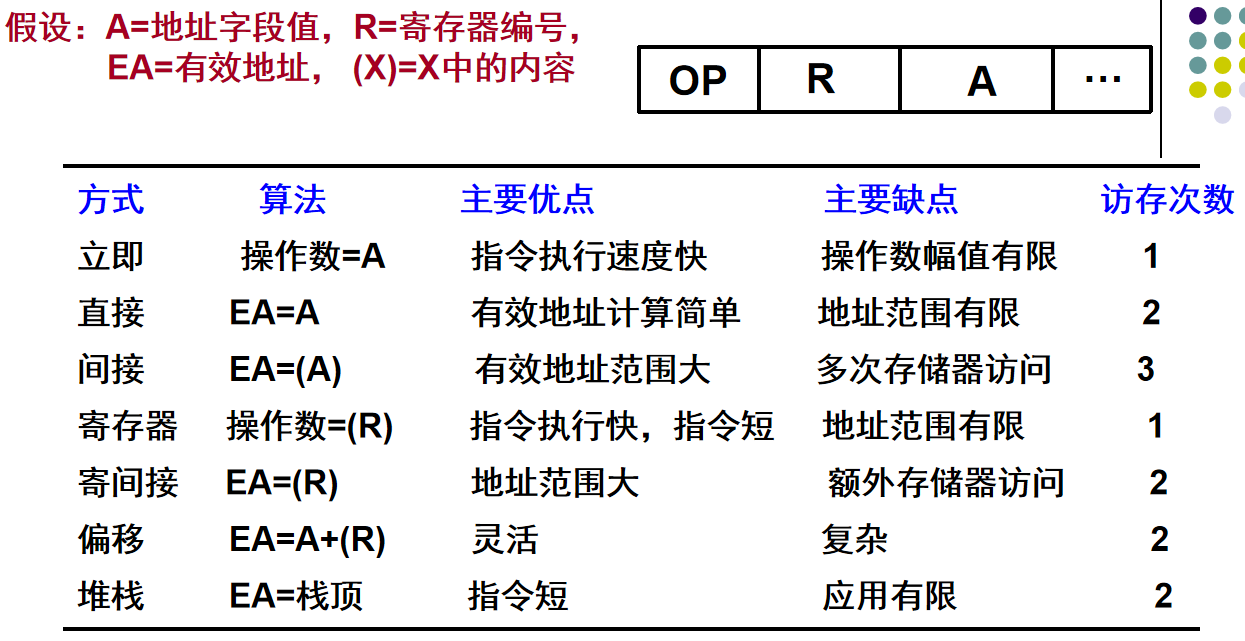 假设：A=地址字段值，R=寄存器编号，
EA=有效地址， (X)=X中的内容
OP R A ···
方式 算法 主要优点 主要缺点 访存次数
立即 操作数=A 指令执行速度快 操作数幅值有限 1
直接 EA=A 有效地址计算简单 地址范围有限 2
间接 EA=(A) 有效地址范围大 多次存储器访问 3
寄存器 操作数=(R) 指令执行快，指令短 地址范围有限 1
寄间接 EA=(R) 地址范围大 额外存储器访问 2
偏移 EA=A+(R) 灵活 复杂 2
堆栈 EA=栈顶 指令短 应用有限 2